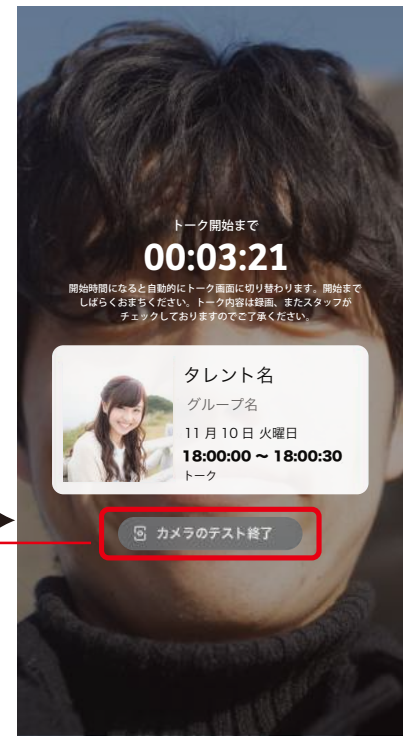 トーク開始まで
00:03:21
開始時間になると自動的にトーク画面に切り替わります。開始まで
しばらくおまちください。トーク内容は録画、またスタッフが
チェックしておりますのでご了承ください。
タレント名
グループ名
11月10日 火曜日
18:00:00 〜 18:00:30
トーク
カメラのテスト終了